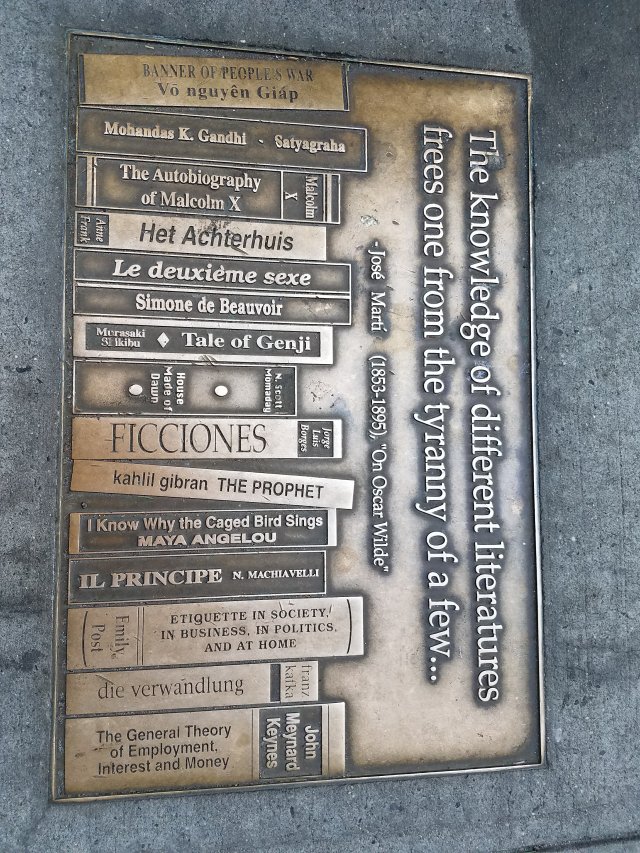 The knowledge of different literatures
frees one from the tyranny of a few...
-José Martí (1853-1895), "On Oscar Wilde"
BANNER OF PEOPLE'S WAR
Võ nguyên Giáp
Mohandas K. Gandhi - Satyagraha
The Autobiography
of Malcolm X
Malcolm
X
Anne
Frank
Het Achterhuis
Le deuxième sexe
Simone de Beauvoir
Murasaki
Shikibu
Tale of Genji
House
Made of
Dawn
N. Scott
Momaday
FICCIONES
Jorge
Luis
Borges
kahlil gibran THE PROPHET
I Know Why the Caged Bird Sings
MAYA ANGELOU
IL PRINCIPE N. MACHIAVELLI
Emily
Post
ETIQUETTE IN SOCIETY,
IN BUSINESS, IN POLITICS,
AND AT HOME
die verwandlung
franz
kafka
The General Theory
of Employment,
Interest and Money
John
Meynard
Keynes